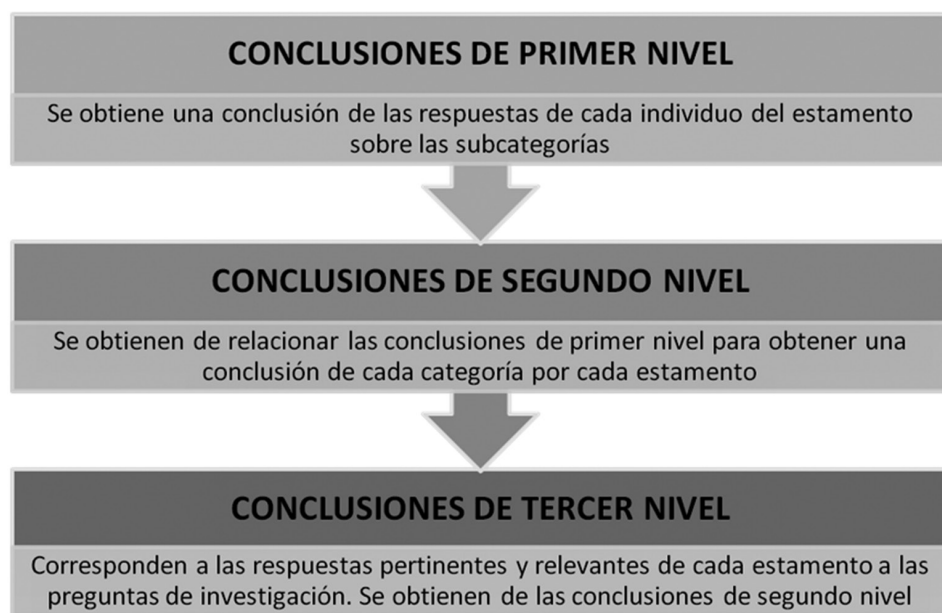 CONCLUSIONES DE PRIMER NIVEL
Se obtiene una conclusión de las respuestas de cada individuo del estamento
sobre las subcategorías
CONCLUSIONES DE SEGUNDO NIVEL
Se obtienen de relacionar las conclusiones de primer nivel para obtener una
conclusión de cada categoría por cada estamento
CONCLUSIONES DE TERCER NIVEL
Corresponden a las respuestas pertinentes y relevantes de cada estamento a las
preguntas de investigación. Se obtienen de las conclusiones de segundo nivel